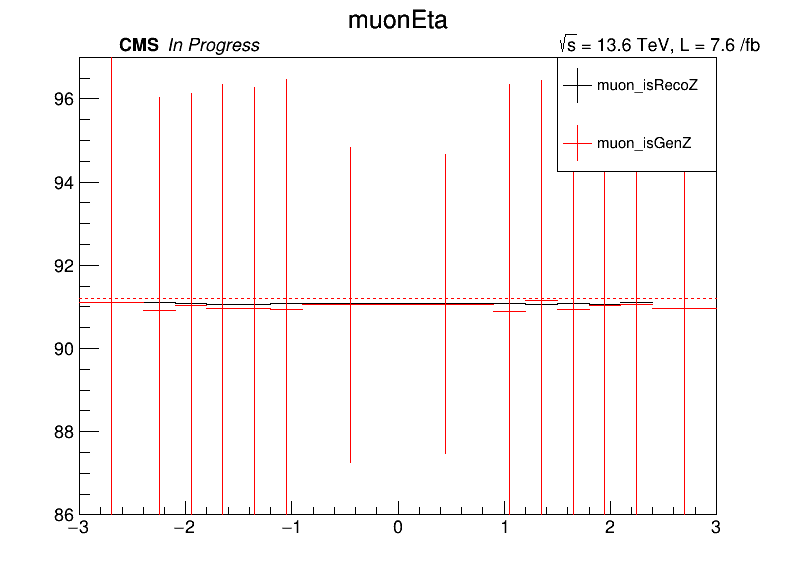 muonEta
CMS In Progress
√s = 13.6 TeV, L = 7.6 /fb
muon_isRecoZ
muon_isGenZ
96
94
92
90
88
86
−3 −2 −1 0 1 2 3